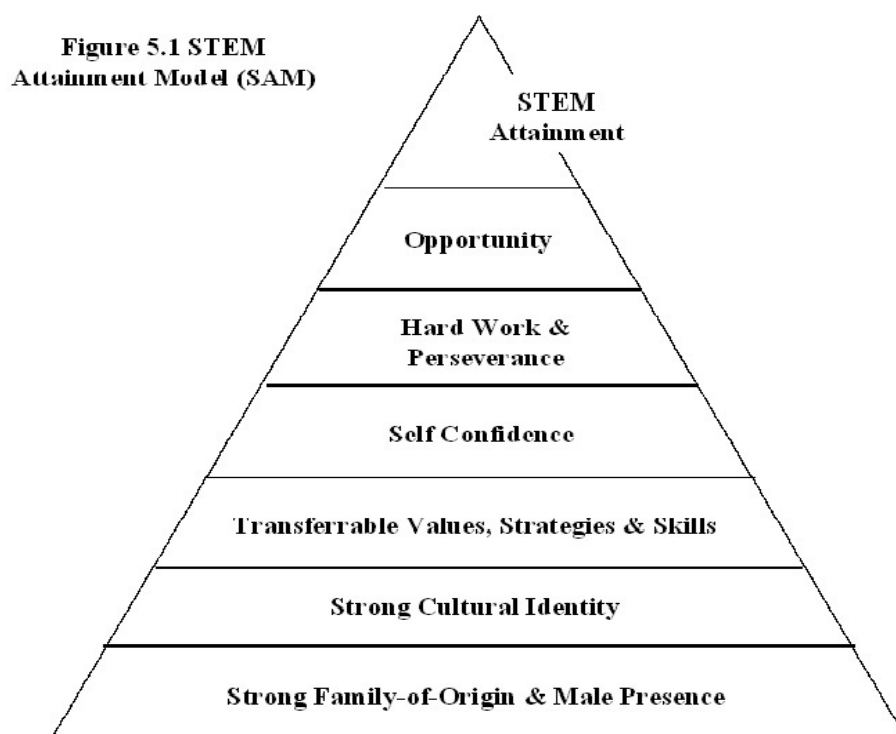 Figure 5.1 STEM
Attainment Model (SAM)
STEM
Attainment
Opportunity
Hard Work &
Perseverance
Self Confidence
Transferrable Values, Strategies & Skills
Strong Cultural Identity
Strong Family-of-Origin & Male Presence